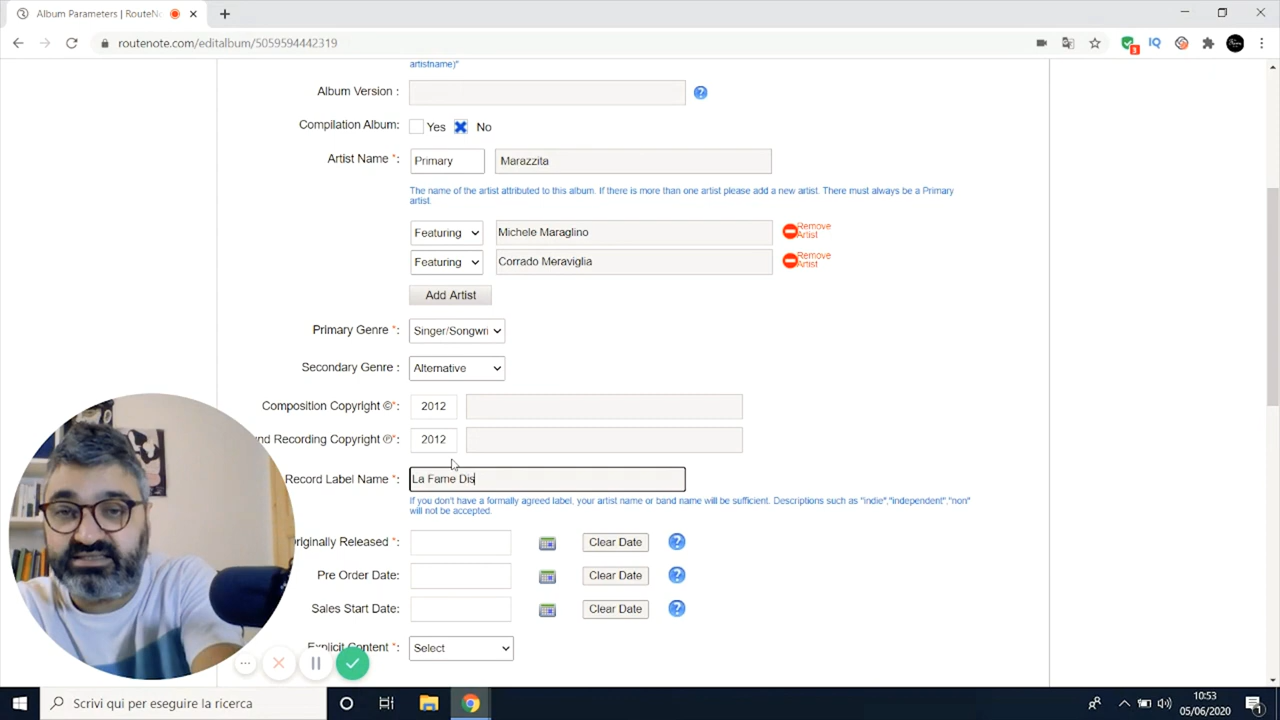 Album Parameters | RouteNo
routenote.com/editalbum/5059594442319
3
IQ
artistname)"
Album Version :
?
Compilation Album:
Yes
No
Artist Name *:
Primary
Marazzita
The name of the artist attributed to this album. If there is more than one artist please add a new artist. There must always be a Primary
artist.
Featuring
Michele Maraglino
Remove
Artist
Featuring
Corrado Meraviglia
Remove
Artist
Add Artist
Primary Genre *:
Singer/Songwri
Secondary Genre :
Alternative
Composition Copyright ©*:
2012
nd Recording Copyright ℗*:
2012
Record Label Name *:
La Fame Dis
If you don't have a formally agreed label, your artist name or band name will be sufficient. Descriptions such as "indie","independent","non"
will not be accepted.
Originally Released *:
Clear Date
?
Pre Order Date:
Clear Date
?
Sales Start Date:
Clear Date
?
Explicit Content *:
Select
Scrivi qui per eseguire la ricerca
10:53
05/06/2020
1